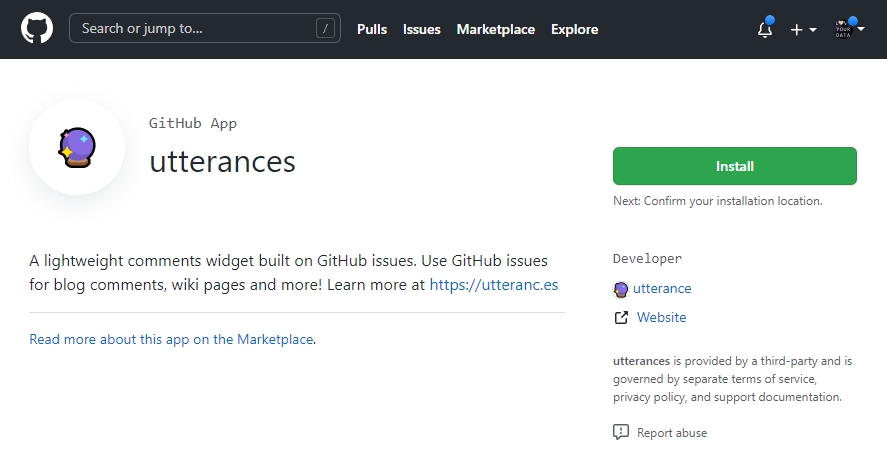 Search or jump to... /
Pulls Issues Marketplace Explore
LOVE YOUR DATA
GitHub App
utterances
Install
Next: Confirm your installation location.
A lightweight comments widget built on GitHub issues. Use GitHub issues
for blog comments, wiki pages and more! Learn more at https://utteranc.es
Read more about this app on the Marketplace.
Developer
utterance
Website
utterances is provided by a third-party and is
governed by separate terms of service,
privacy policy, and support documentation.
Report abuse